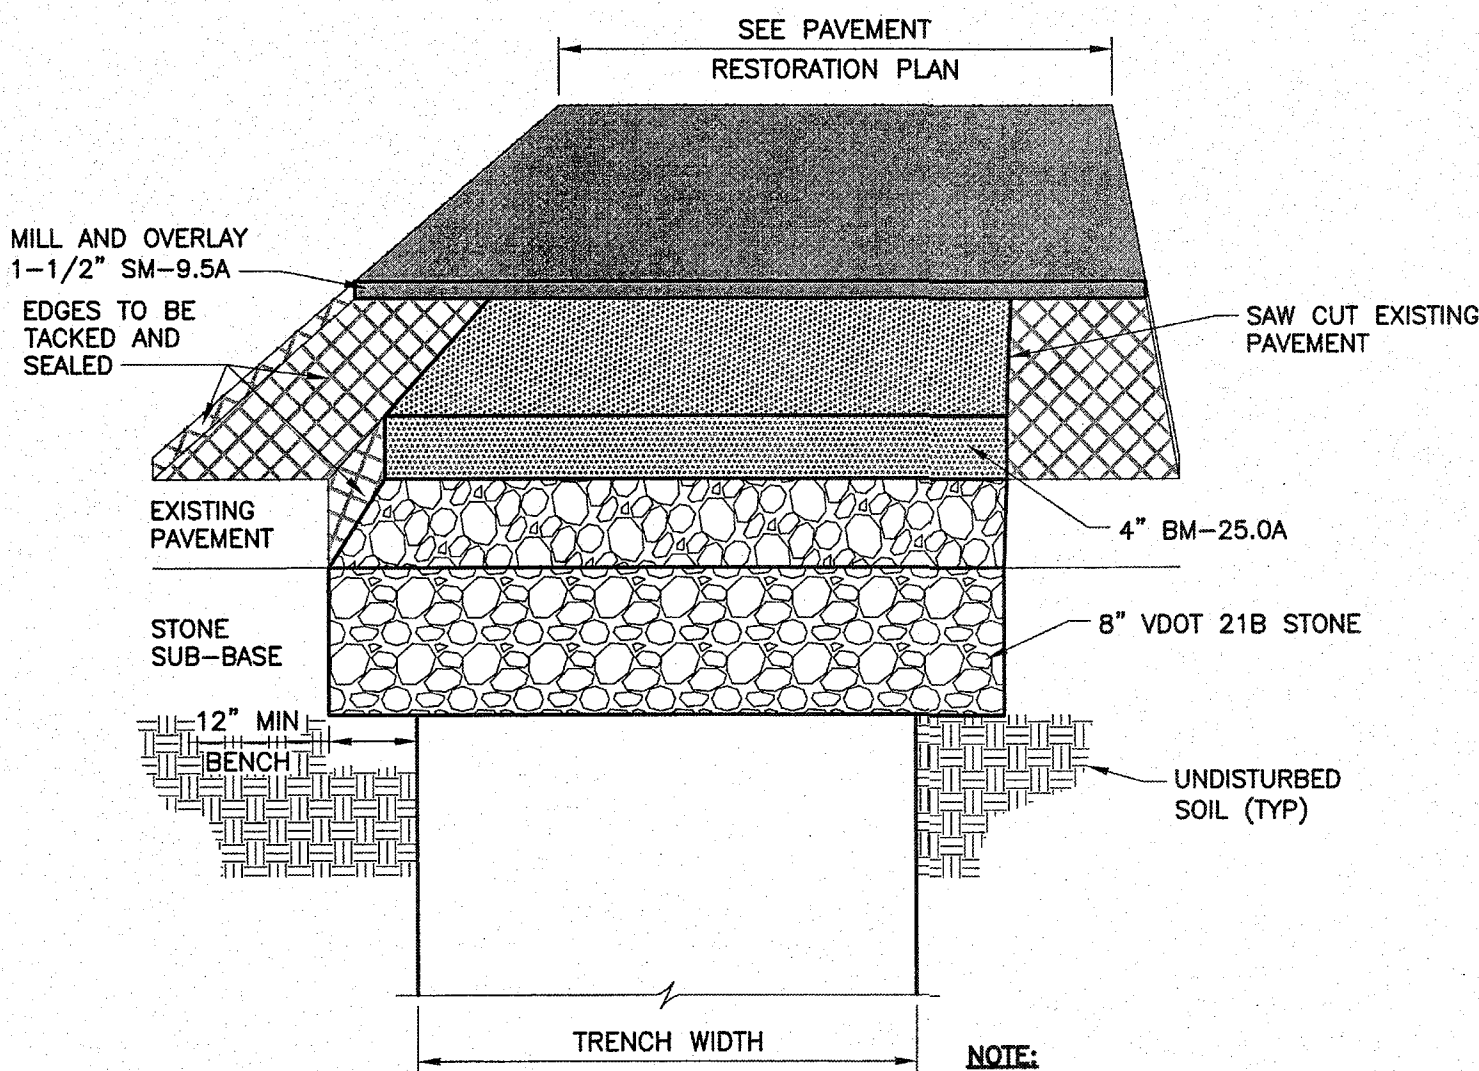 SEE PAVEMENT
RESTORATION PLAN
MILL AND OVERLAY
1-1/2" SM-9.5A
EDGES TO BE
TACKED AND
SEALED
SAW CUT EXISTING
PAVEMENT
EXISTING
PAVEMENT
4" BM-25.0A
STONE
SUB-BASE
8" VDOT 21B STONE
12" MIN
BENCH
UNDISTURBED
SOIL (TYP)
TRENCH WIDTH
NOTE: